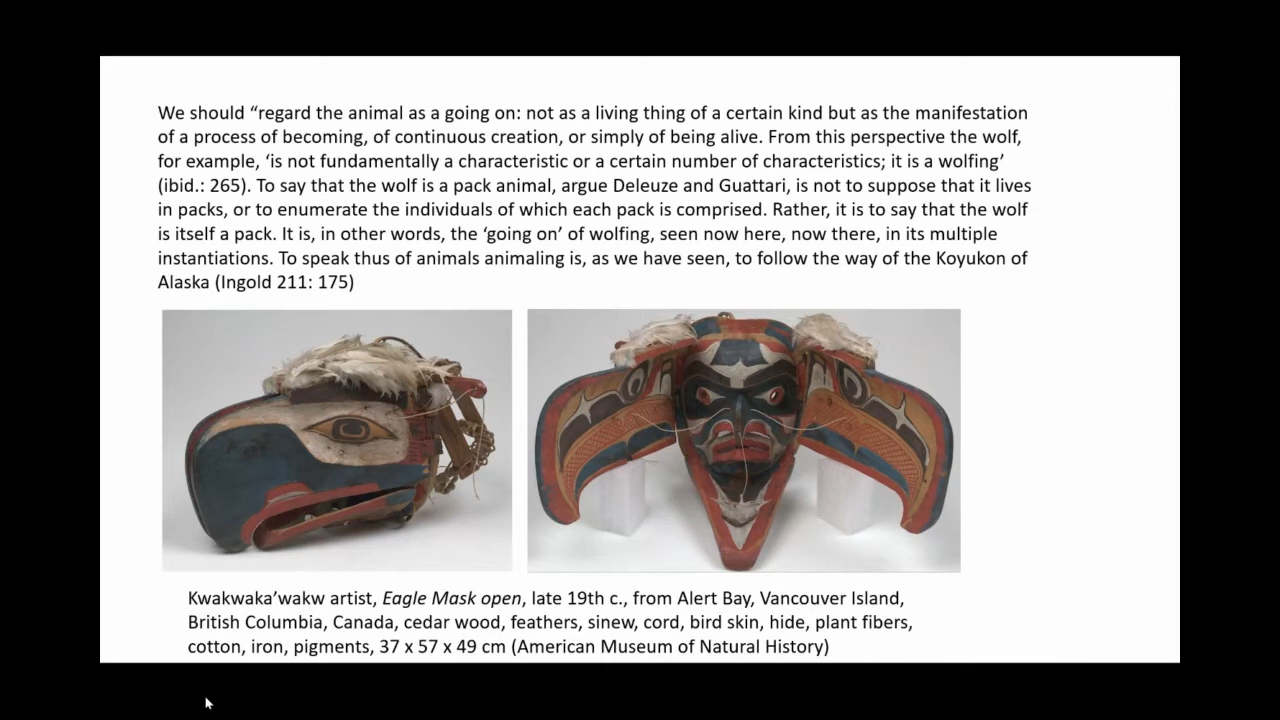 We should “regard the animal as a going on: not as a living thing of a certain kind but as the manifestation
of a process of becoming, of continuous creation, or simply of being alive. From this perspective the wolf,
for example, ‘is not fundamentally a characteristic or a certain number of characteristics; it is a wolfing’
(ibid.: 265). To say that the wolf is a pack animal, argue Deleuze and Guattari, is not to suppose that it lives
in packs, or to enumerate the individuals of which each pack is comprised. Rather, it is to say that the wolf
is itself a pack. It is, in other words, the ‘going on’ of wolfing, seen now here, now there, in its multiple
instantiations. To speak thus of animals animaling is, as we have seen, to follow the way of the Koyukon of
Alaska (Ingold 211: 175)
Kwakwaka’wakw artist, Eagle Mask open, late 19th c., from Alert Bay, Vancouver Island,
British Columbia, Canada, cedar wood, feathers, sinew, cord, bird skin, hide, plant fibers,
cotton, iron, pigments, 37 x 57 x 49 cm (American Museum of Natural History)